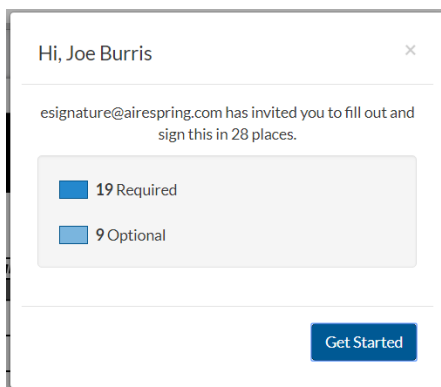 Hi, Joe Burris
×
esignature@airespring.com has invited you to fill out and
sign this in 28 places.
19 Required
9 Optional
Get Started